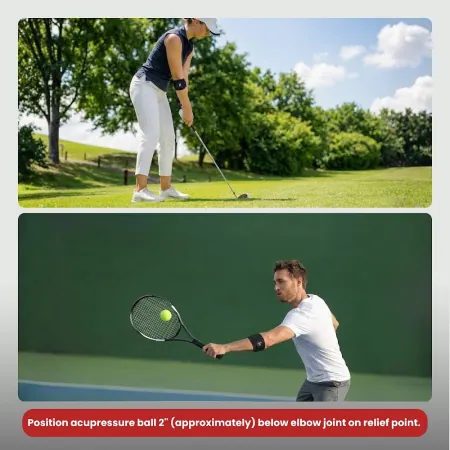 Position acupressure ball 2" (approximately) below elbow joint on relief point.